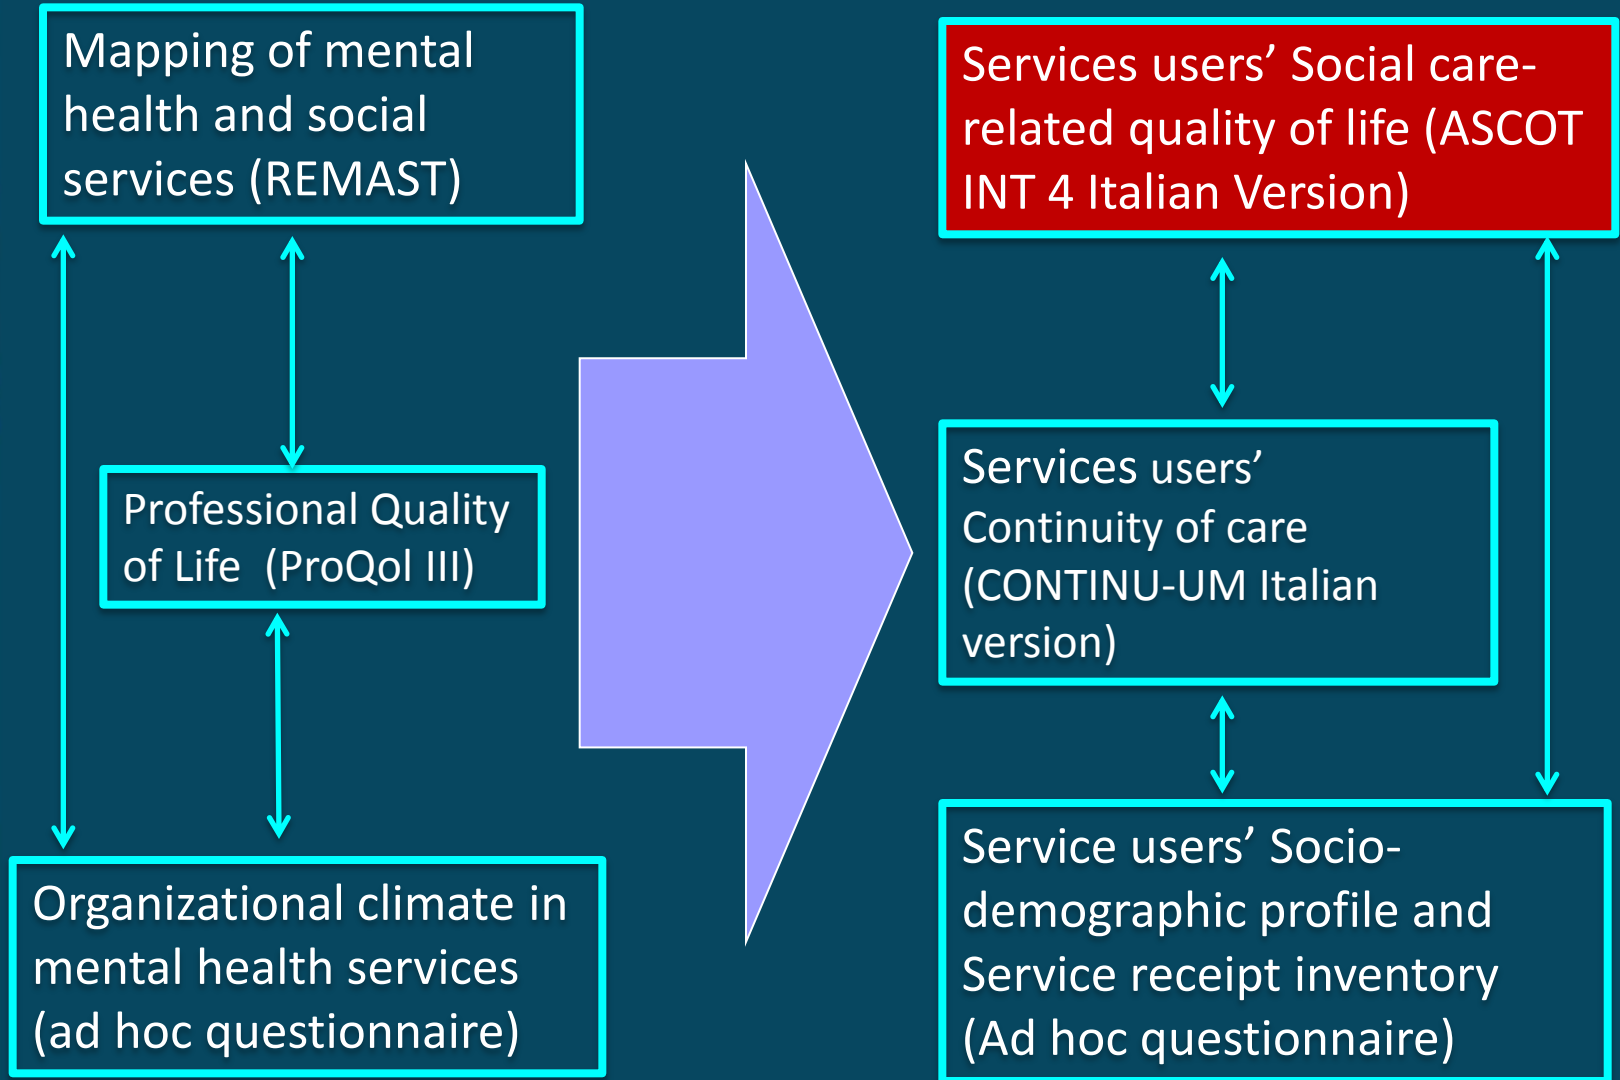 Mapping of mental
health and social
services (REMAST)
Professional Quality
of Life (ProQol III)
Organizational climate in
mental health services
(ad hoc questionnaire)
Services users’ Social care-
related quality of life (ASCOT
INT 4 Italian Version)
Services users’
Continuity of care
(CONTINU-UM Italian
version)
Service users’ Socio-
demographic profile and
Service receipt inventory
(Ad hoc questionnaire)